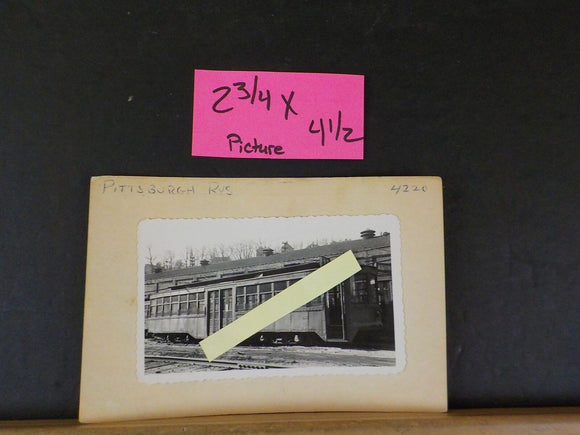 2 3/4 X
4 1/2
Picture
PITTSBURGH RYS 4220